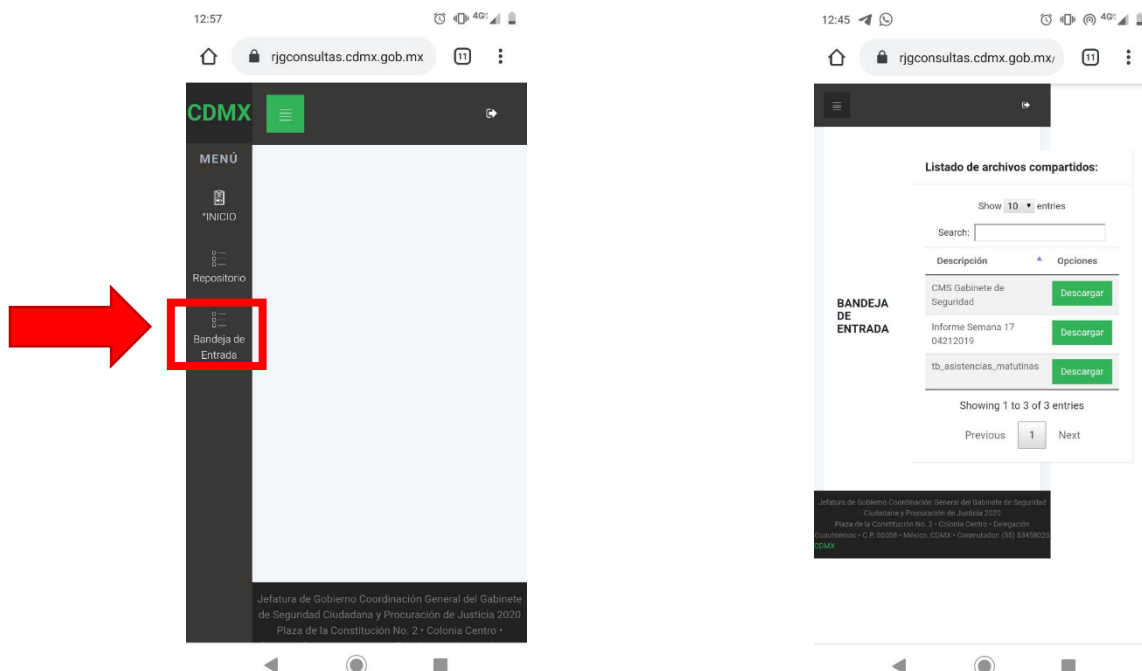 12:57
4G
rjgconsultas.cdmx.gob.mx
11
CDMX
MENÚ
*INICIO
Repositorio
Bandeja de
Entrada
Jefatura de Gobierno Coordinación General del Gabinete
de Seguridad Ciudadana y Procuración de Justicia 2020
Plaza de la Constitución No. 2 • Colonia Centro •
12:45
4G
rjgconsultas.cdmx.gob.mx/
11
Listado de archivos compartidos:
Show 10 entries
Search:
Descripción Opciones
CMS Gabinete de
Seguridad
Descargar
BANDEJA
DE
ENTRADA
Informe Semana 17
04212019
Descargar
tb_asistencias_matutinas
Descargar
Showing 1 to 3 of 3 entries
Previous 1 Next
Jefatura de Gobierno Coordinación General del Gabinete de Seguridad
Ciudadana y Procuración de Justicia 2020
Plaza de la Constitución No. 2 • Colonia Centro • Delegación
Cuauhtémoc • C.P. 06068 • México, CDMX • Conmutador: (55) 53458025
CDMX